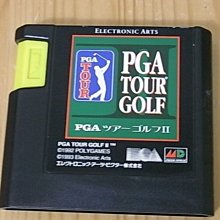 ELECTRONIC ARTS
PGA
TOUR
PGA
TOUR
GOLF
PGA ツアーゴルフII
PGA TOUR GOLF II ™
©1992 POLYGAMES
©1993 Electronic Arts
エレクトロニック・アーツ・ビクター株式会社